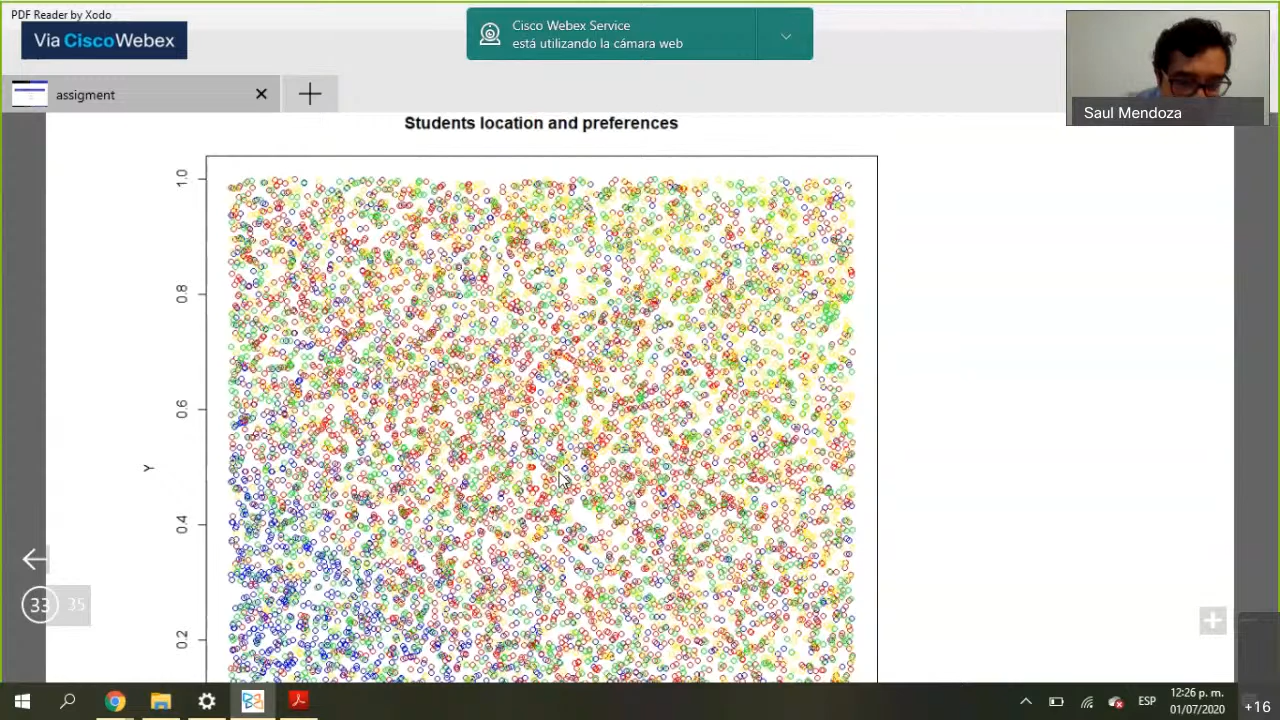 PDF Reader by Xodo
Via CiscoWebex
Cisco Webex Service
está utilizando la cámara web
Saul Mendoza
assigment
Students location and preferences
1.0
0.8
0.6
Y
0.4
0.2
33
35
ESP
12:26 p. m.
01/07/2020
+16